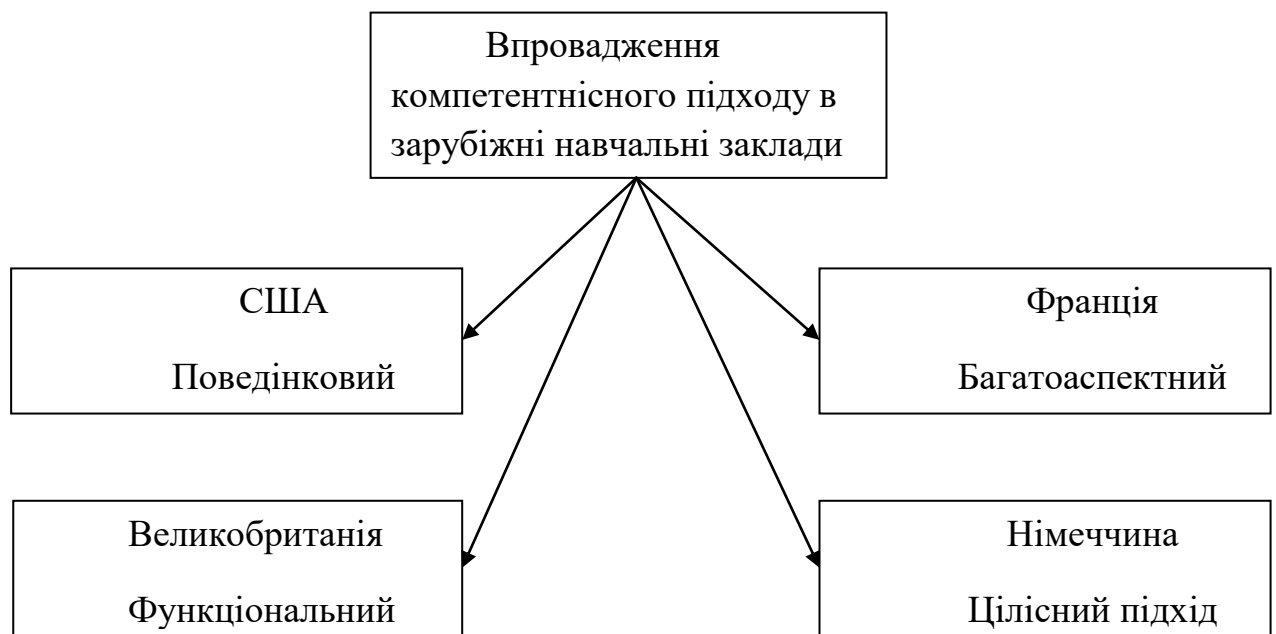 Впровадження
компетентнісного підходу в
зарубіжні навчальні заклади
США
Поведінковий
Франція
Багатоаспектний
Великобританія
Функціональний
Німеччина
Цілісний підхід